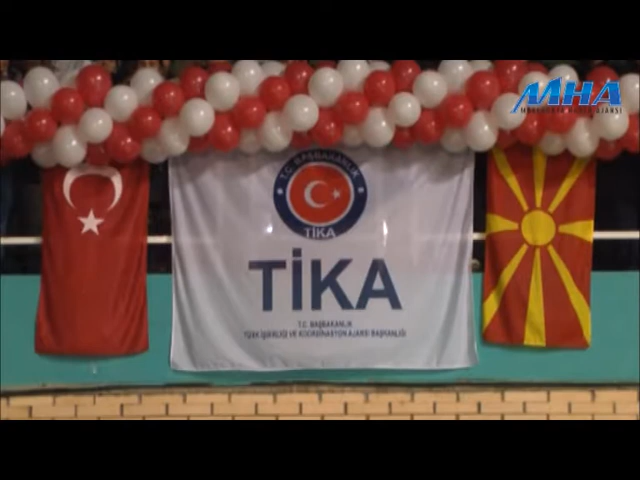 MHA
T.C. BAŞBAKANLIK
TİKA
TİKA
T.C. BAŞBAKANLIK
TÜRK İŞBİRLİĞİ VE KOORDİNASYON AJANSI BAŞKANLIĞI